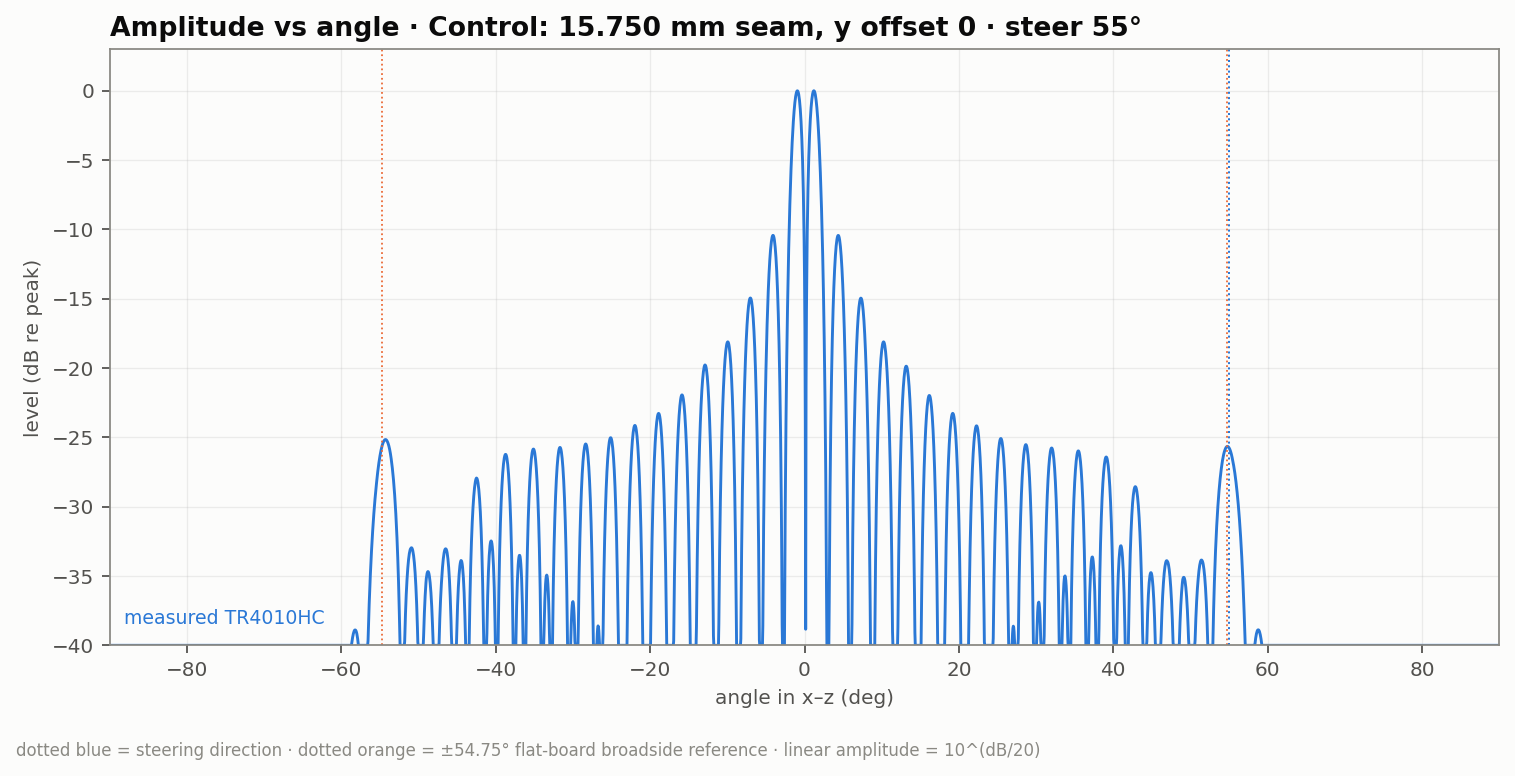 Amplitude vs angle · Control: 15.750 mm seam, y offset 0 · steer 55°
level (dB re peak)
0
−5
−10
−15
−20
−25
−30
−35
−40
measured TR4010HC
−80 −60 −40 −20 0 20 40 60 80
angle in x–z (deg)
dotted blue = steering direction · dotted orange = ±54.75° flat-board broadside reference · linear amplitude = 10^(dB/20)